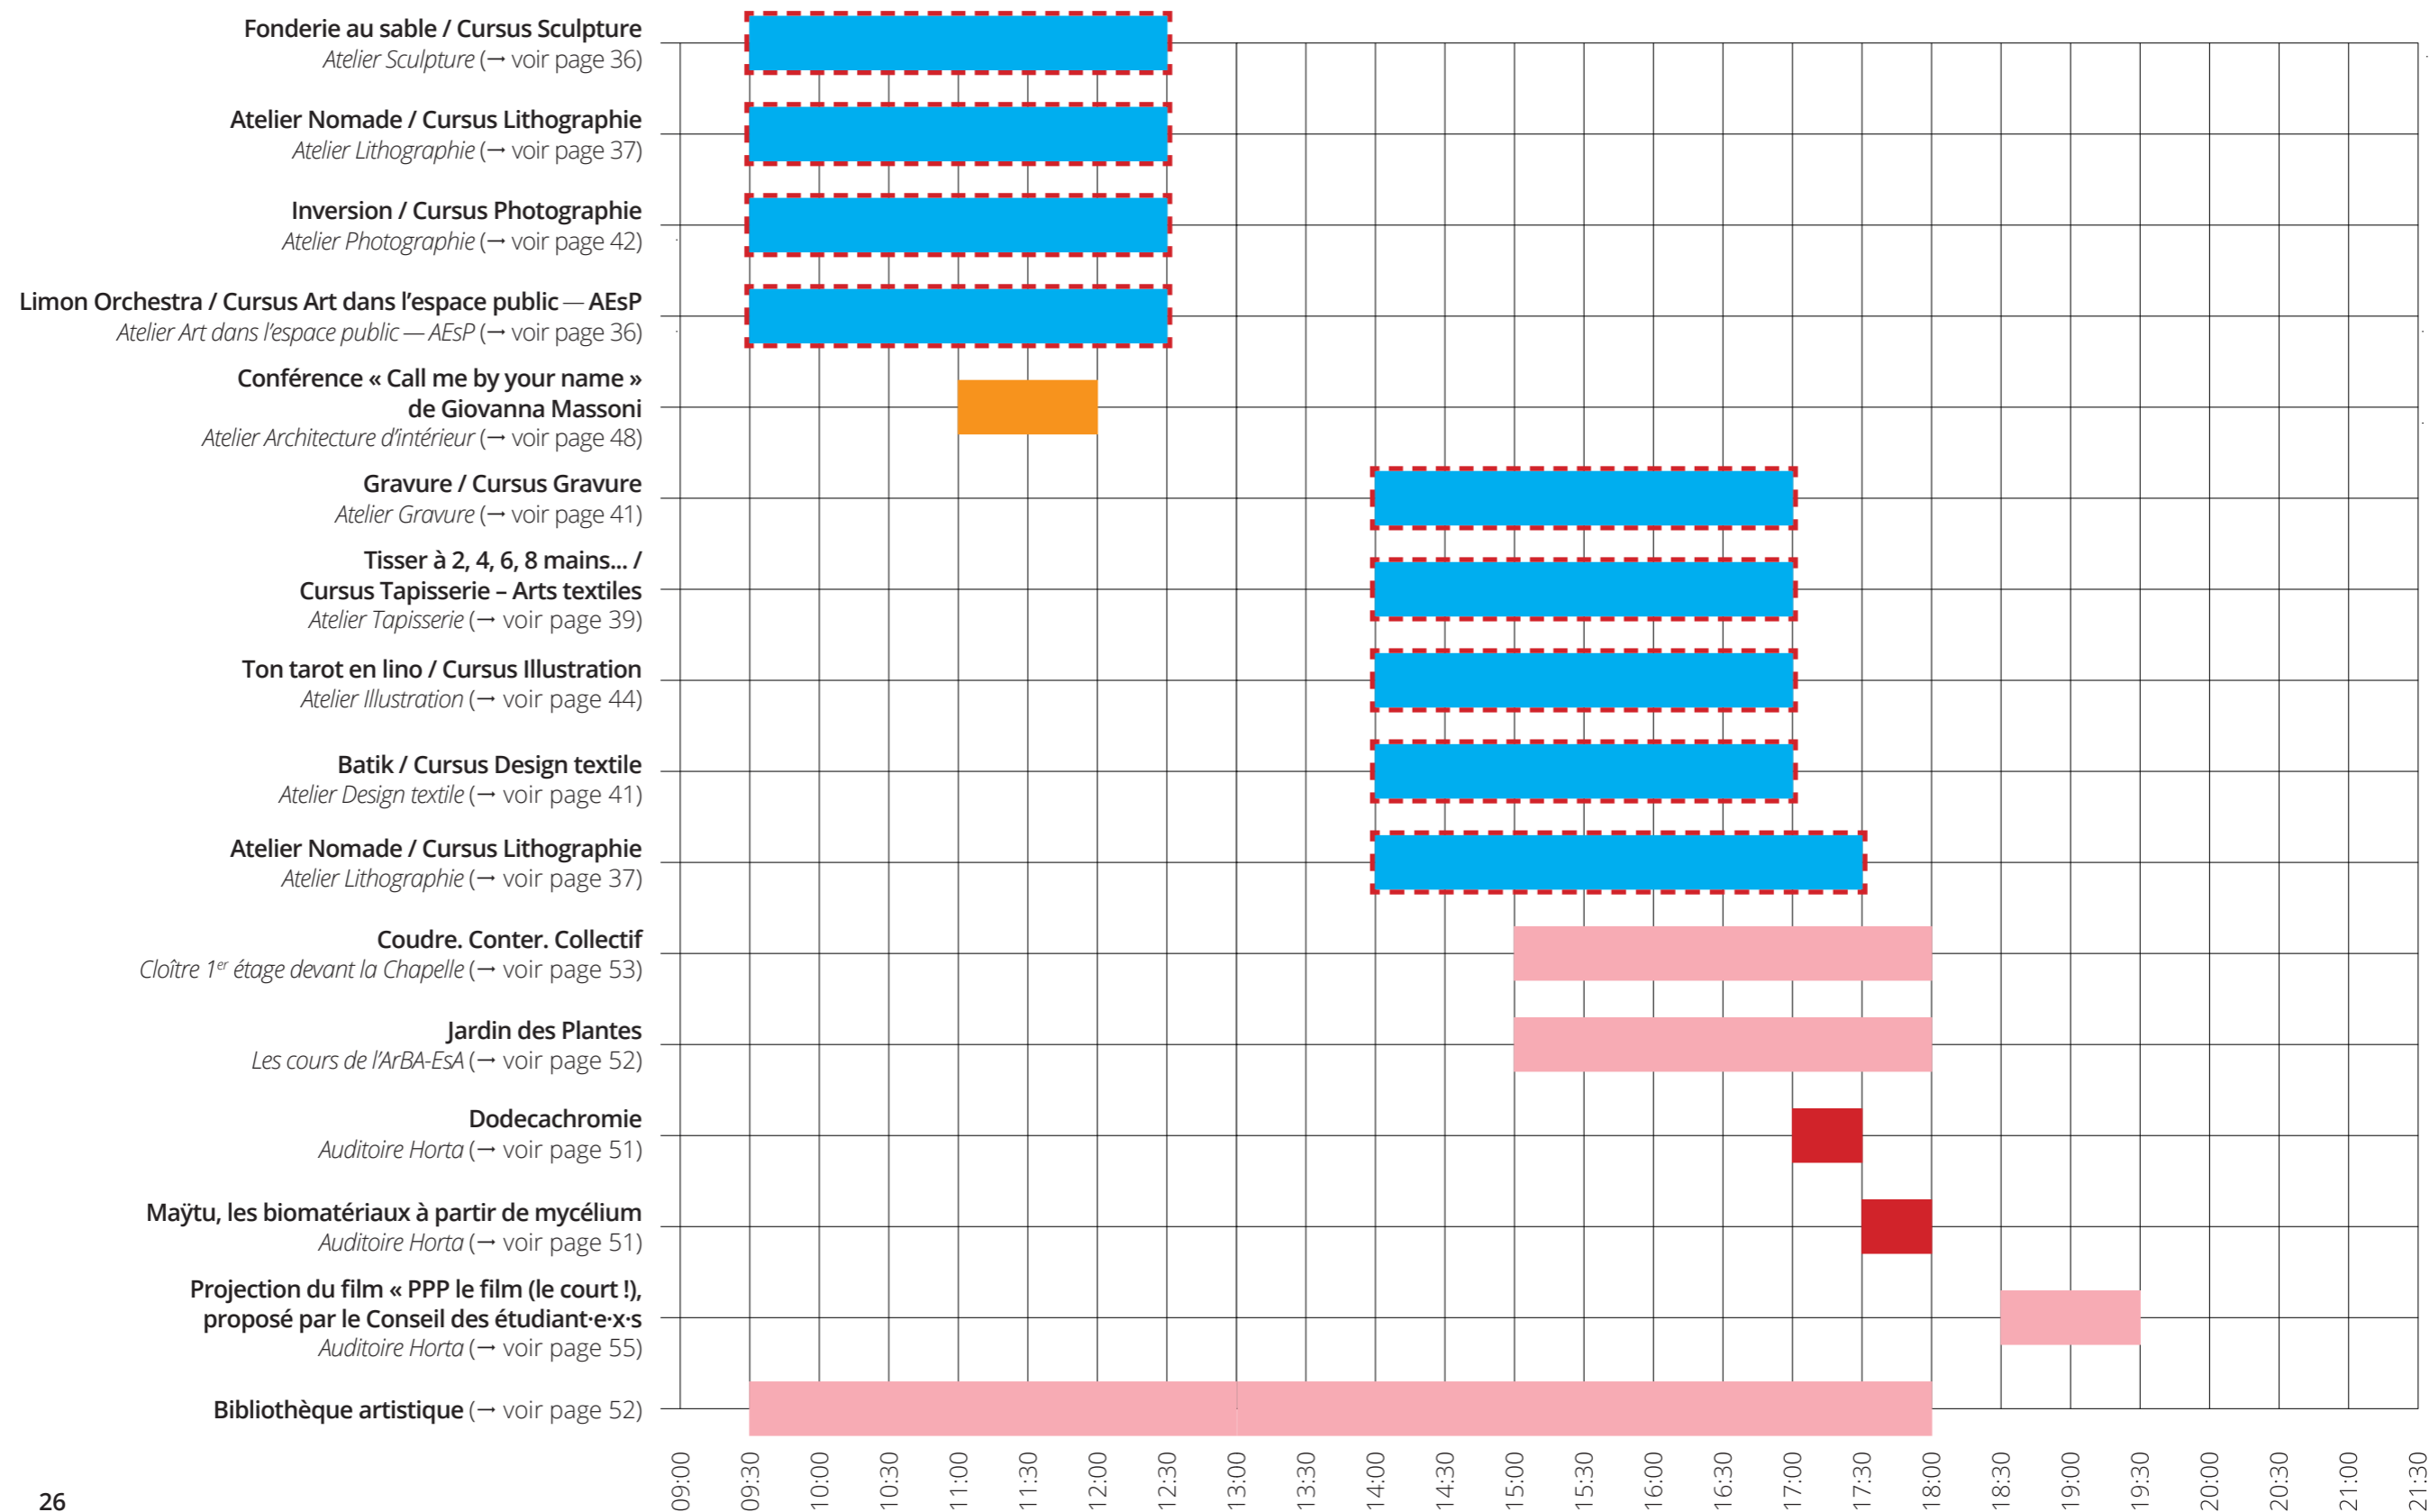 Fonderie au sable / Cursus Sculpture
Atelier Sculpture (→ voir page 36)
Atelier Nomade / Cursus Lithographie
Atelier Lithographie (→ voir page 37)
Inversion / Cursus Photographie
Atelier Photographie (→ voir page 42)
Limon Orchestra / Cursus Art dans l’espace public — AEsP
Atelier Art dans l’espace public — AEsP (→ voir page 36)
Conférence « Call me by your name »
de Giovanna Massoni
Atelier Architecture d’intérieur (→ voir page 48)
Gravure / Cursus Gravure
Atelier Gravure (→ voir page 41)
Tisser à 2, 4, 6, 8 mains... /
Cursus Tapisserie – Arts textiles
Atelier Tapisserie (→ voir page 39)
Ton tarot en lino / Cursus Illustration
Atelier Illustration (→ voir page 44)
Batik / Cursus Design textile
Atelier Design textile (→ voir page 41)
Atelier Nomade / Cursus Lithographie
Atelier Lithographie (→ voir page 37)
Coudre. Conter. Collectif
Cloître 1er étage devant la Chapelle (→ voir page 53)
Jardin des Plantes
Les cours de l’ArBA-EsA (→ voir page 52)
Dodecachromie
Auditoire Horta (→ voir page 51)
Maÿtu, les biomatériaux à partir de mycélium
Auditoire Horta (→ voir page 51)
Projection du film « PPP le film (le court !),
proposé par le Conseil des étudiant·e·x·s
Auditoire Horta (→ voir page 55)
Bibliothèque artistique (→ voir page 52)
09:00
09:30
10:00
10:30
11:00
11:30
12:00
12:30
13:00
13:30
14:00
14:30
15:00
15:30
16:00
16:30
17:00
17:30
18:00
18:30
19:00
19:30
20:00
20:30
21:00
21:30
26